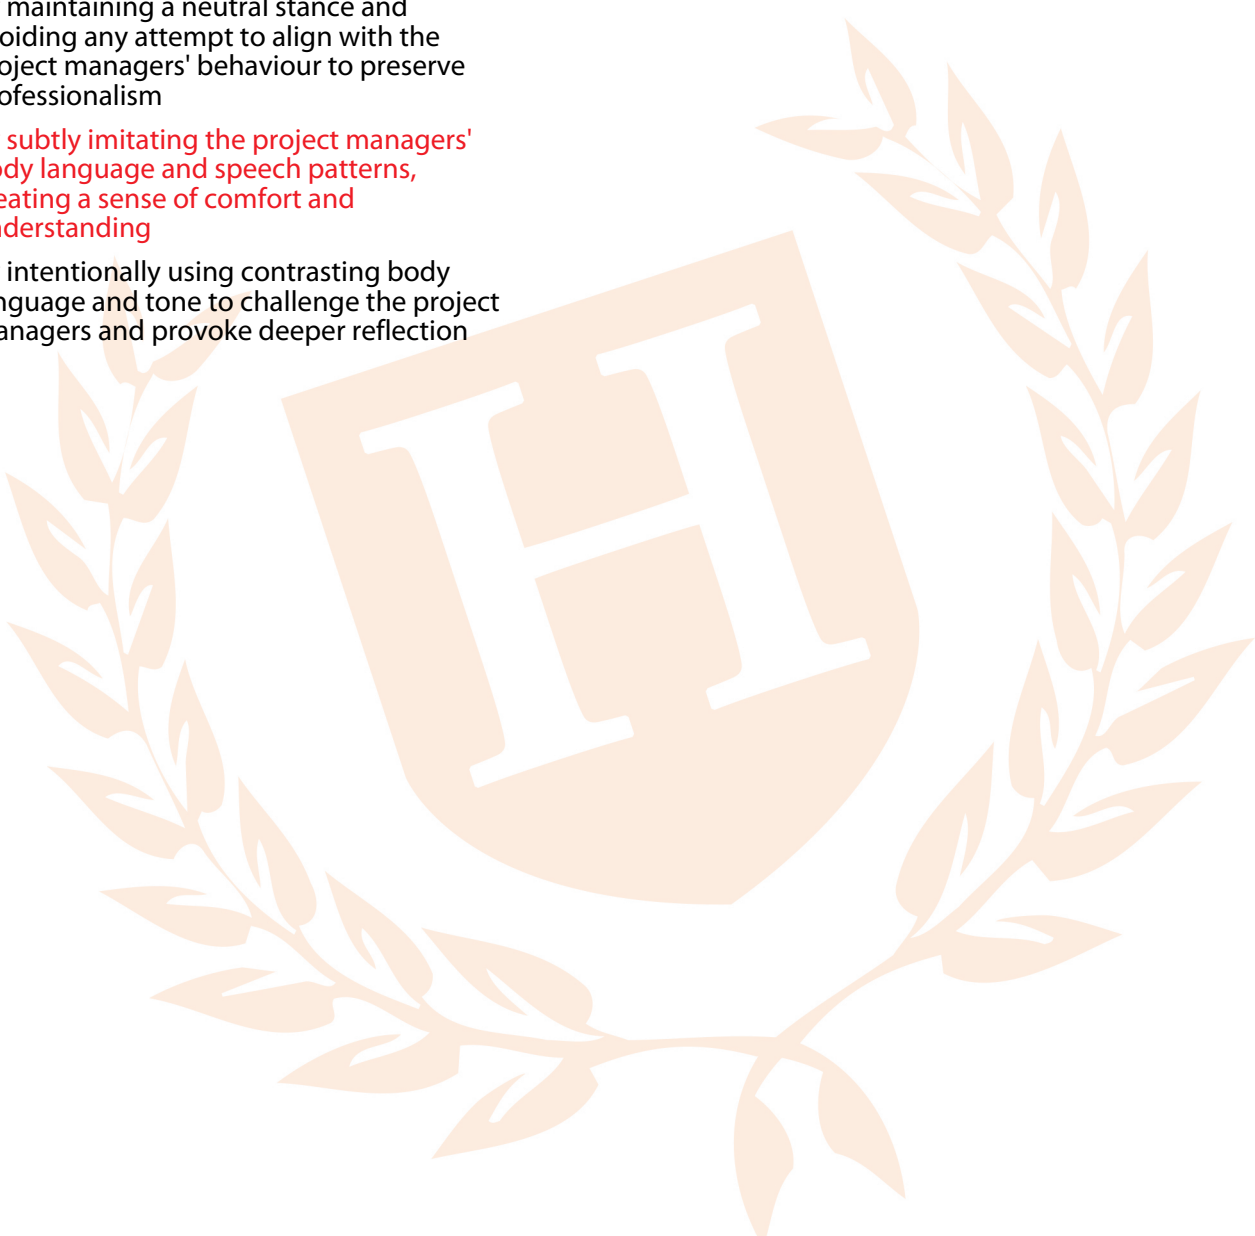 maintaining a neutral stance and
oiding any attempt to align with the
oject managers' behaviour to preserve
ofessionalism
subtly imitating the project managers'
ody language and speech patterns,
eating a sense of comfort and
nderstanding
intentionally using contrasting body
nguage and tone to challenge the project
anagers and provoke deeper reflection
H